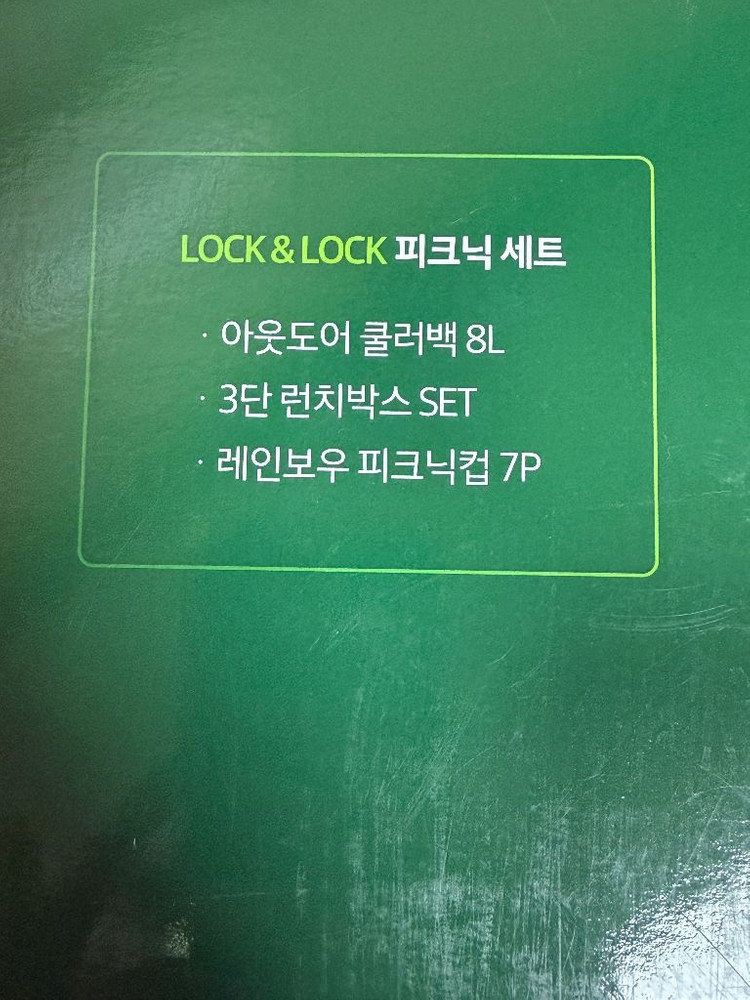 LOCK & LOCK 피크닉 세트
· 아웃도어 쿨러백 8L
· 3단 런치박스 SET
· 레인보우 피크닉컵 7P